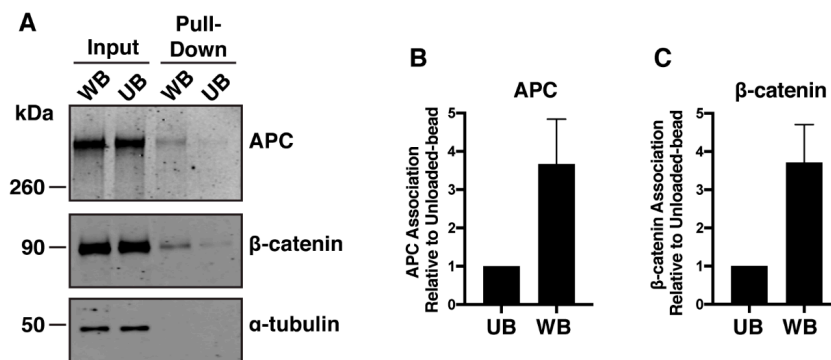 A
Input
Pull-
Down
WB
UB
WB
UB
kDa
APC
260
90
β-catenin
50
α-tubulin
B
APC
APC Association
Relative to Unloaded-bead
5
4
3
2
1
0
UB WB
C
β-catenin
β-catenin Association
Relative to Unloaded-bead
5
4
3
2
1
0
UB WB